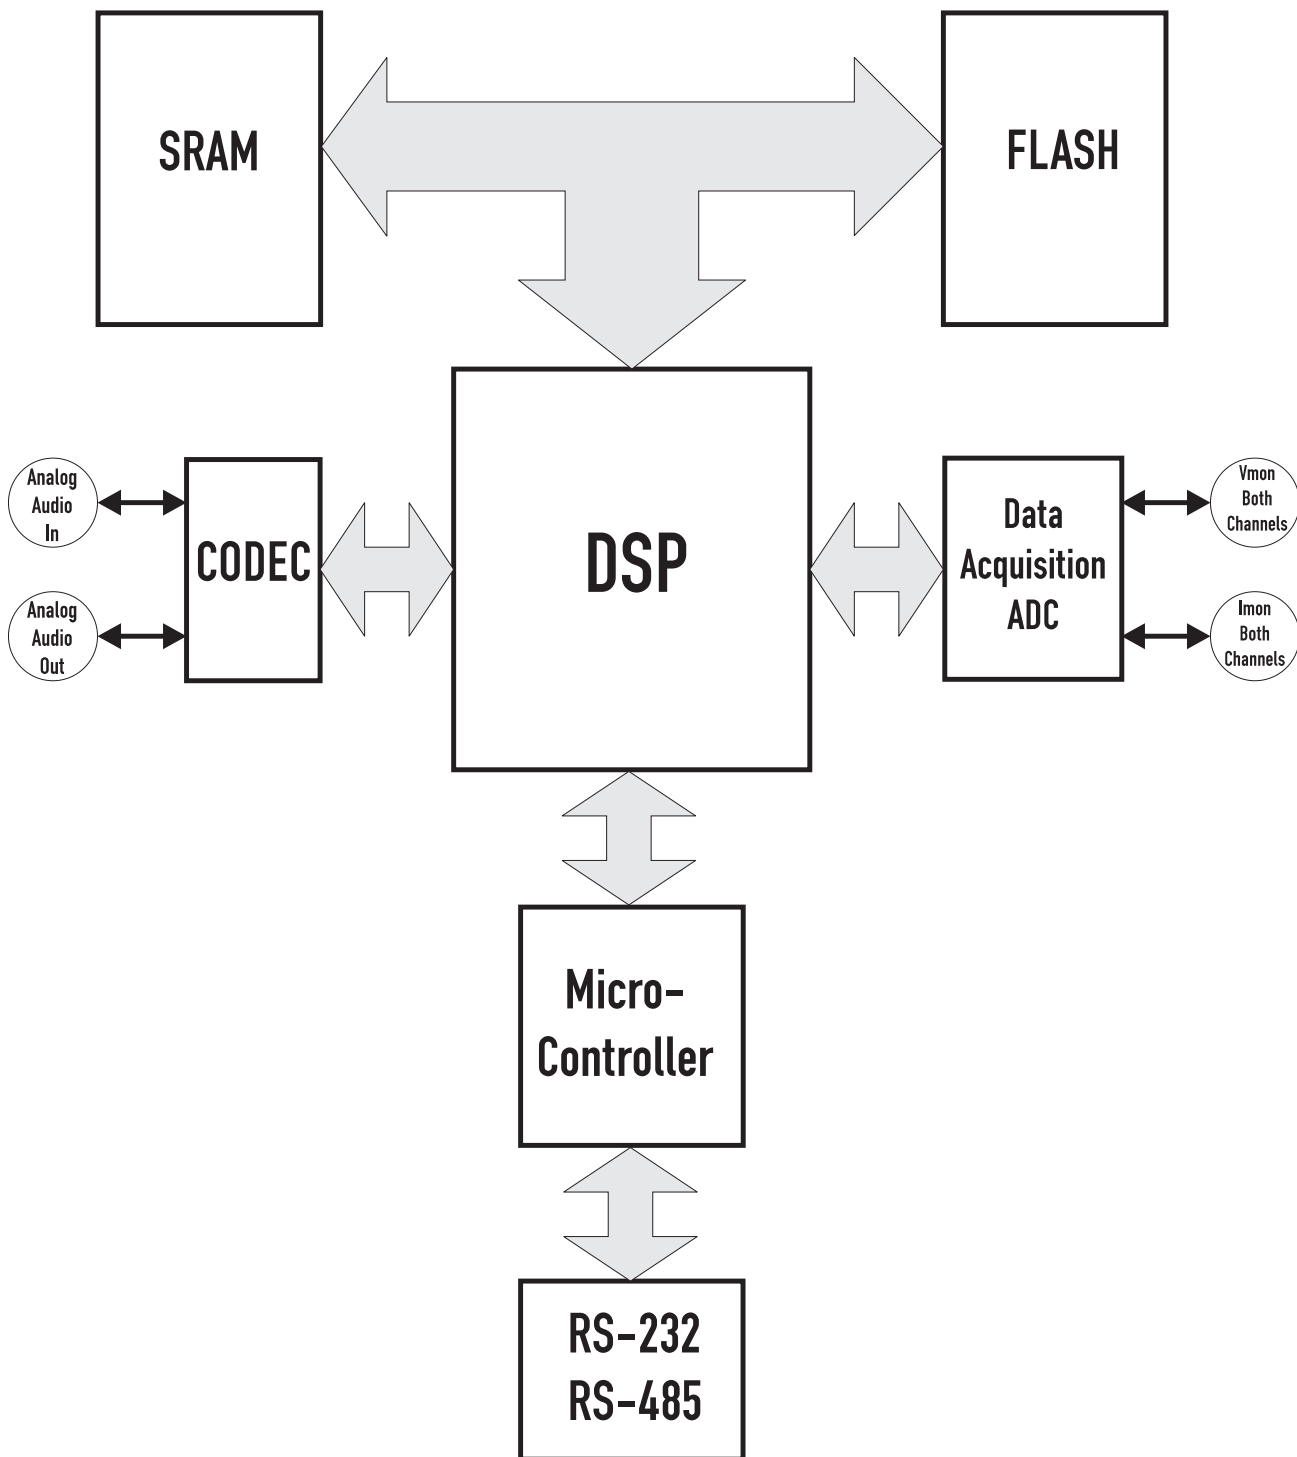 SRAM
FLASH
Analog
Audio
In
CODEC
Analog
Audio
Out
DSP
Data
Acquisition
ADC
Vmon
Both
Channels
Imon
Both
Channels
Micro-
Controller
RS-232
RS-485